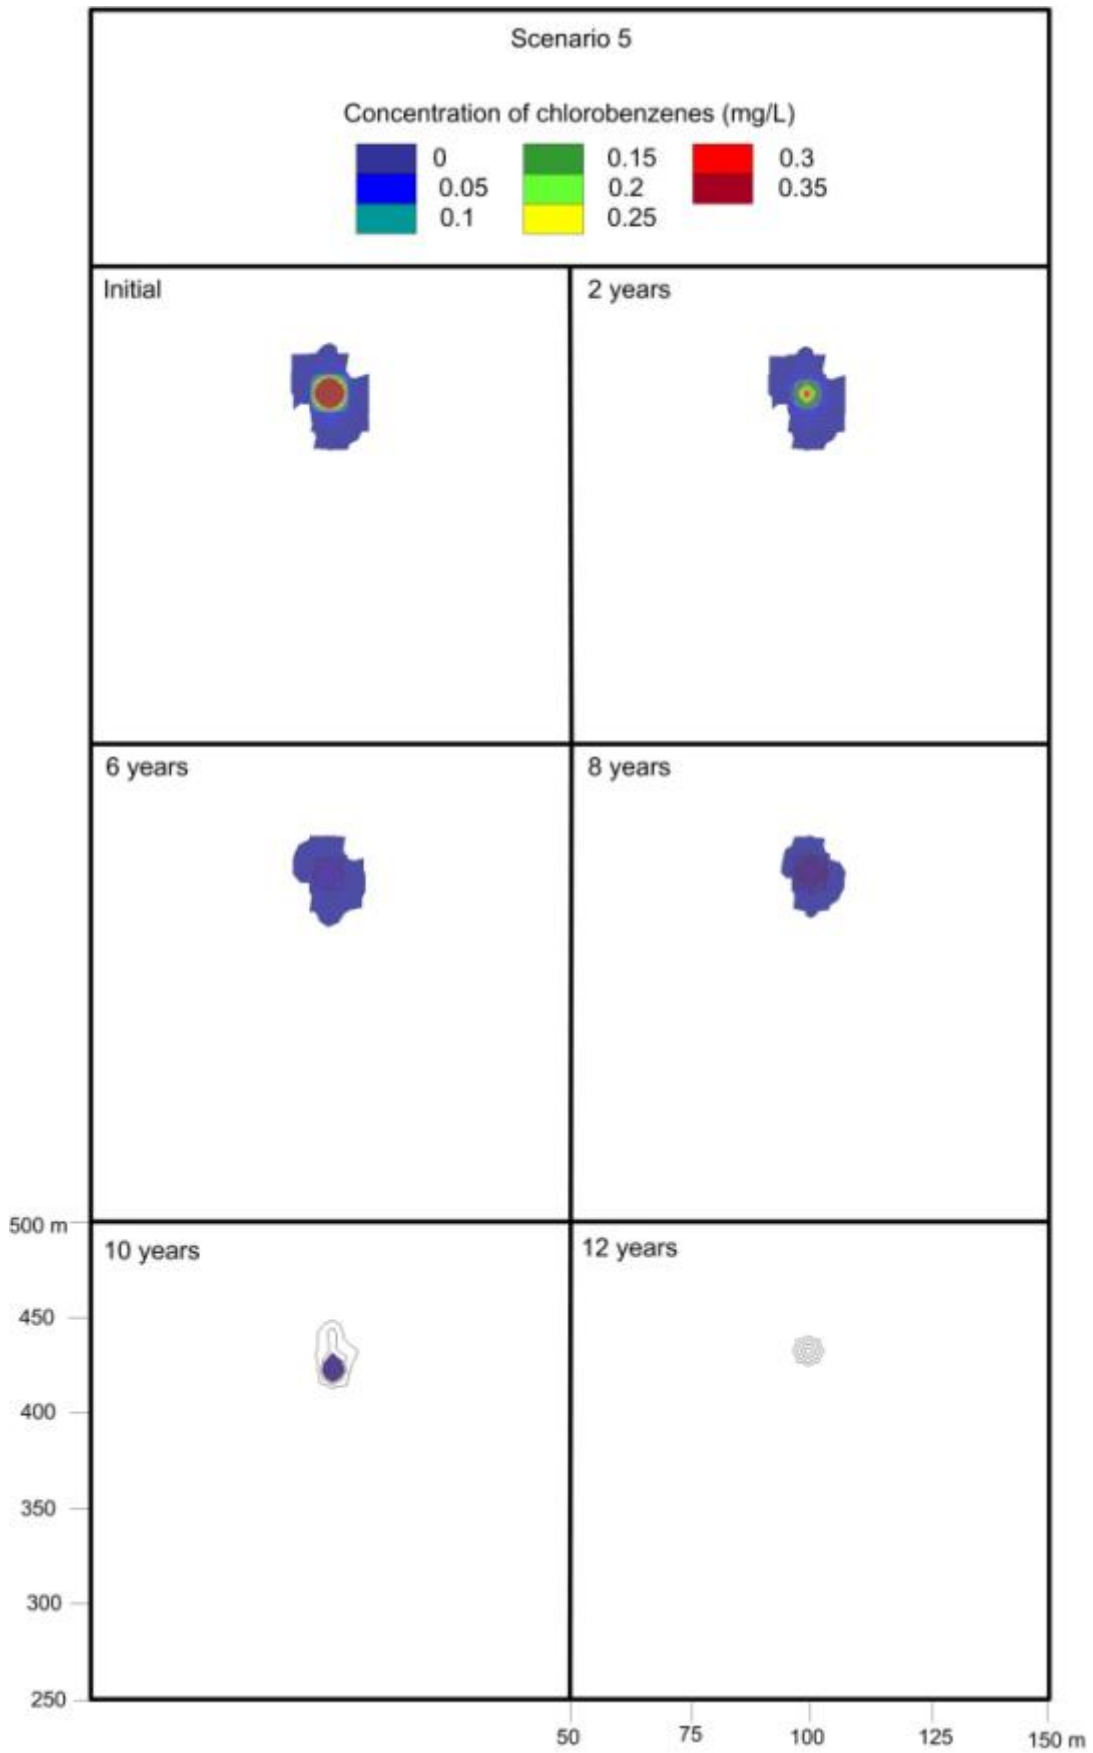 Scenario 5
Concentration of chlorobenzenes (mg/L)
0 0.15 0.3
0.05 0.2 0.35
0.1 0.25
Initial 2 years
6 years 8 years
500 m
10 years 12 years
450
400
350
300
250
50 75 100 125 150 m